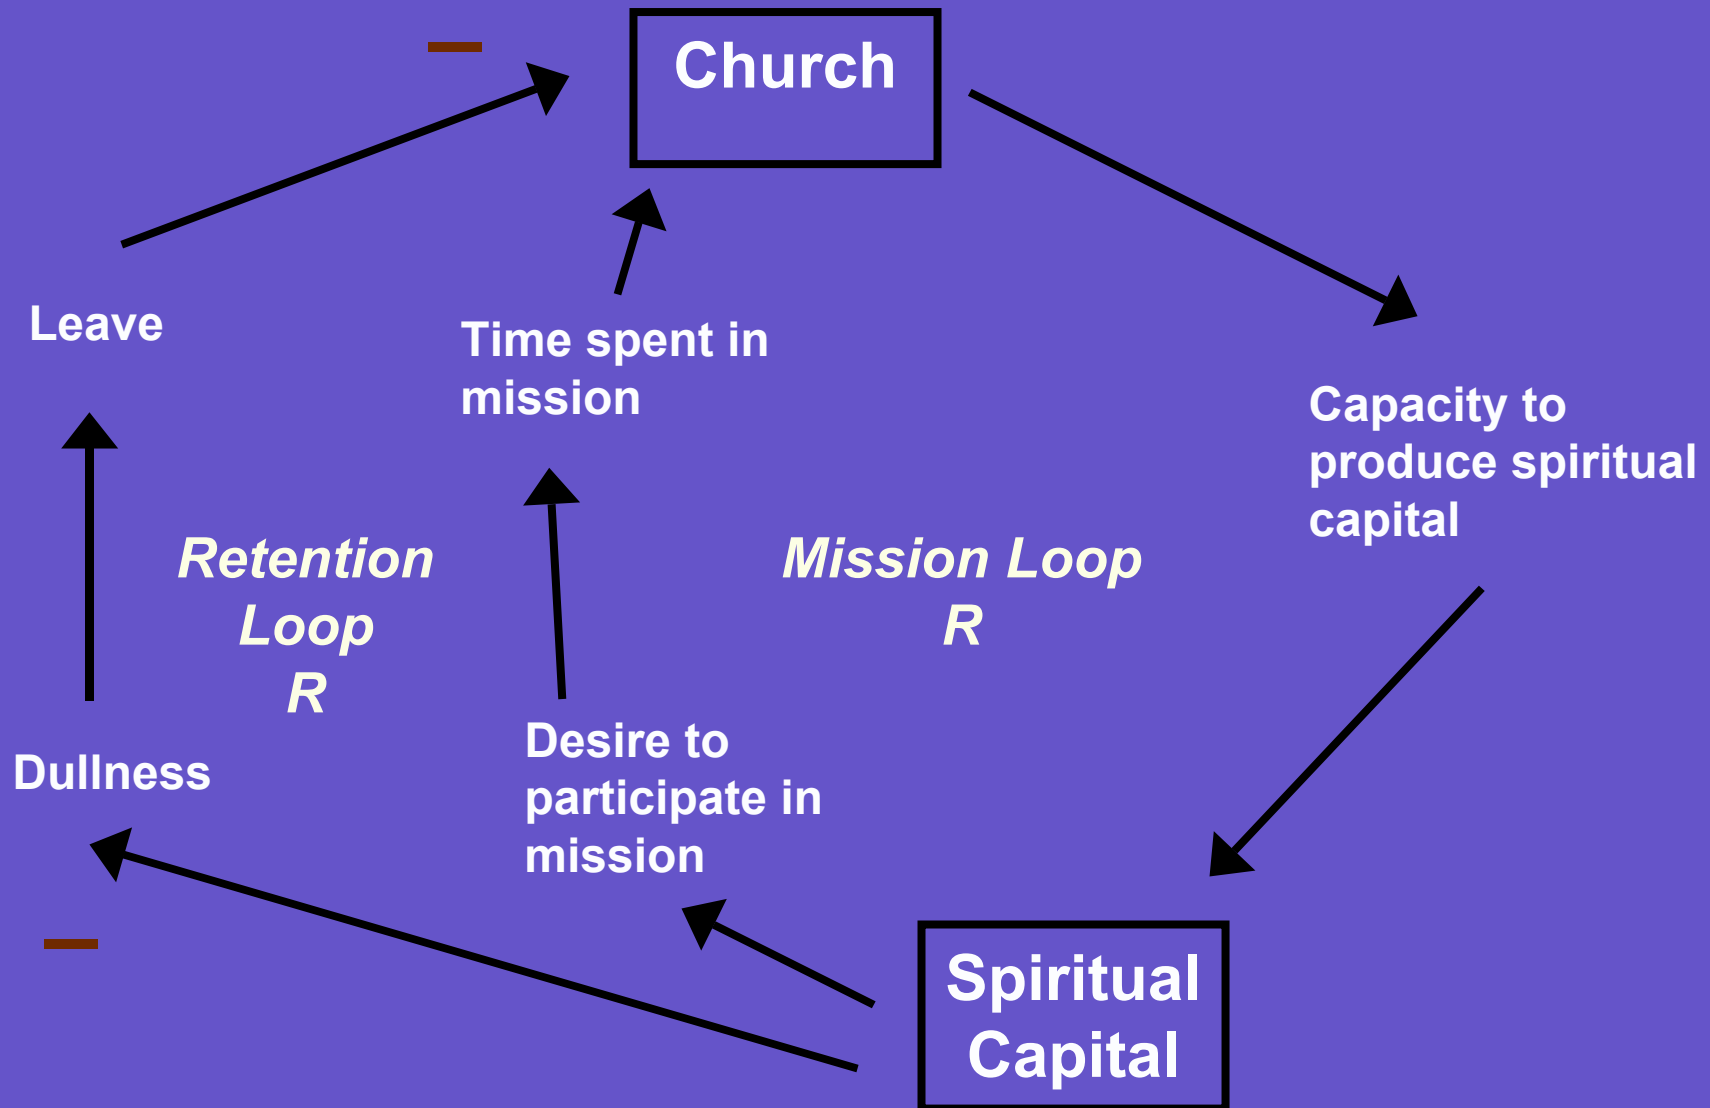 Church
Leave
Time spent in
mission
Capacity to
produce spiritual
capital
Retention
Loop
R
Mission Loop
R
Dullness
Desire to
participate in
mission
Spiritual
Capital